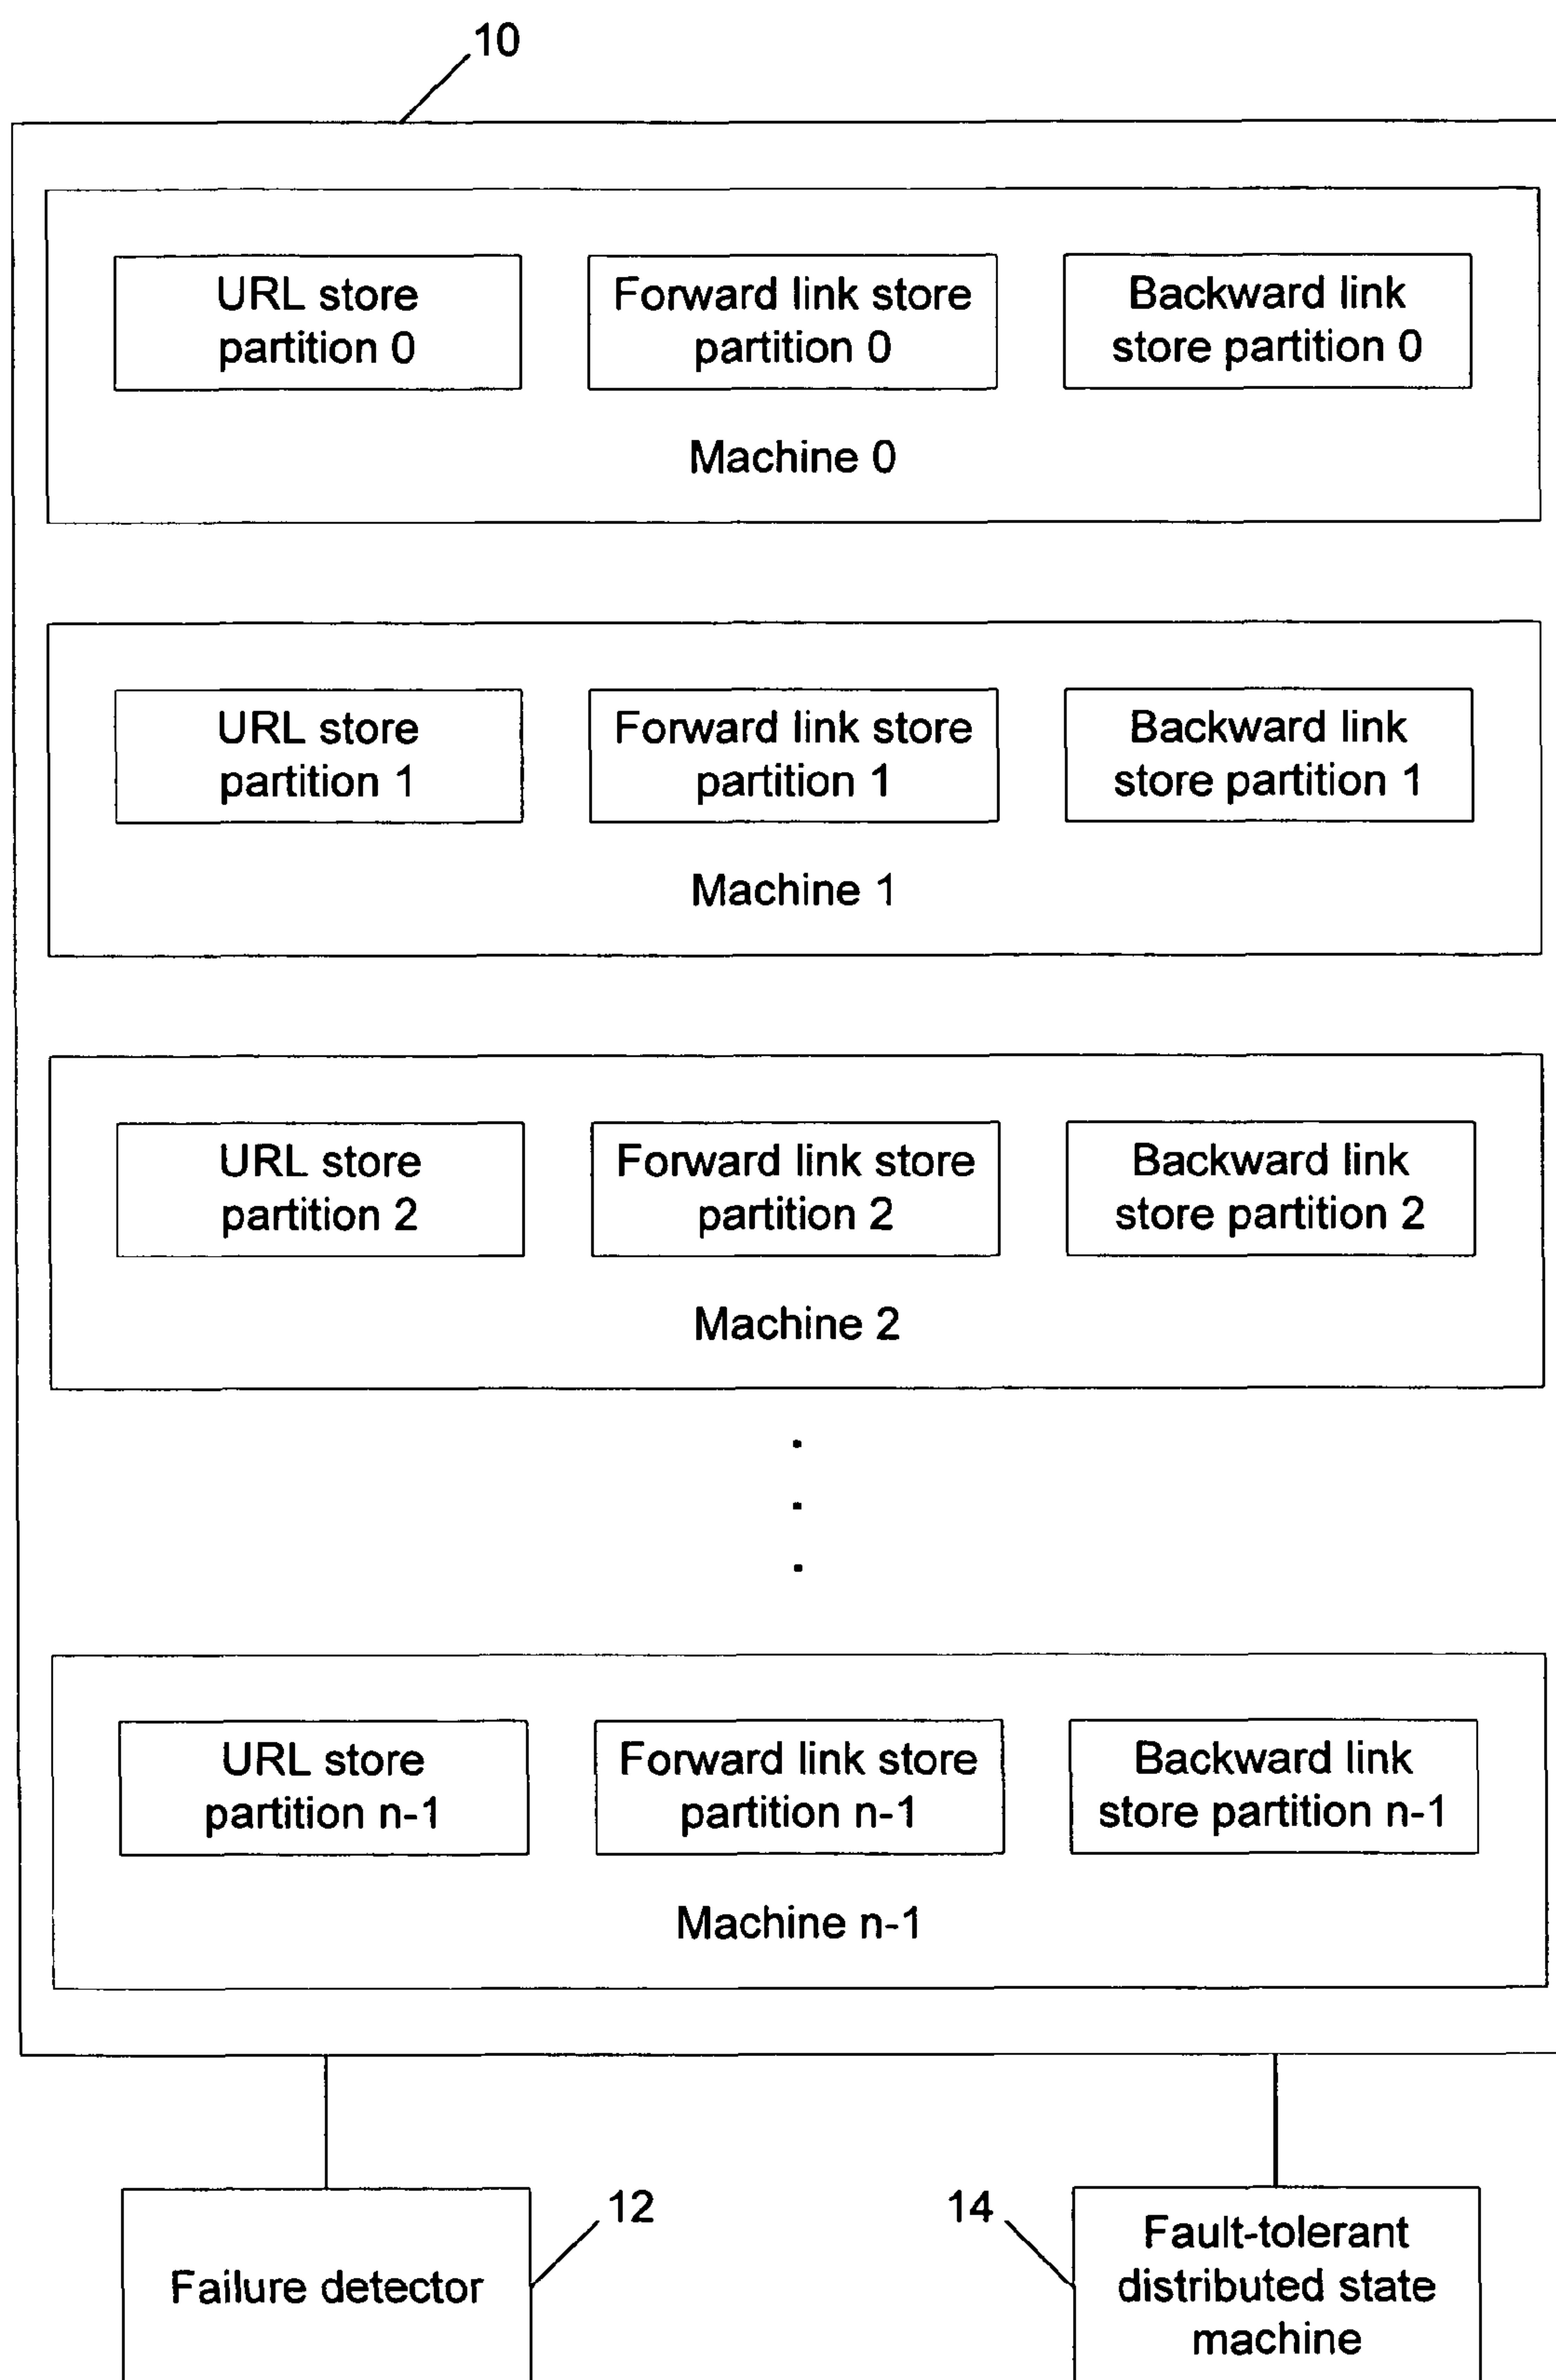 10
URL store
partition 0
Forward link store
partition 0
Backward link
store partition 0
Machine 0
URL store
partition 1
Forward link store
partition 1
Backward link
store partition 1
Machine 1
URL store
partition 2
Forward link store
partition 2
Backward link
store partition 2
Machine 2
URL store
partition n-1
Forward link store
partition n-1
Backward link
store partition n-1
Machine n-1
Failure detector
12
14
Fault-tolerant
distributed state
machine